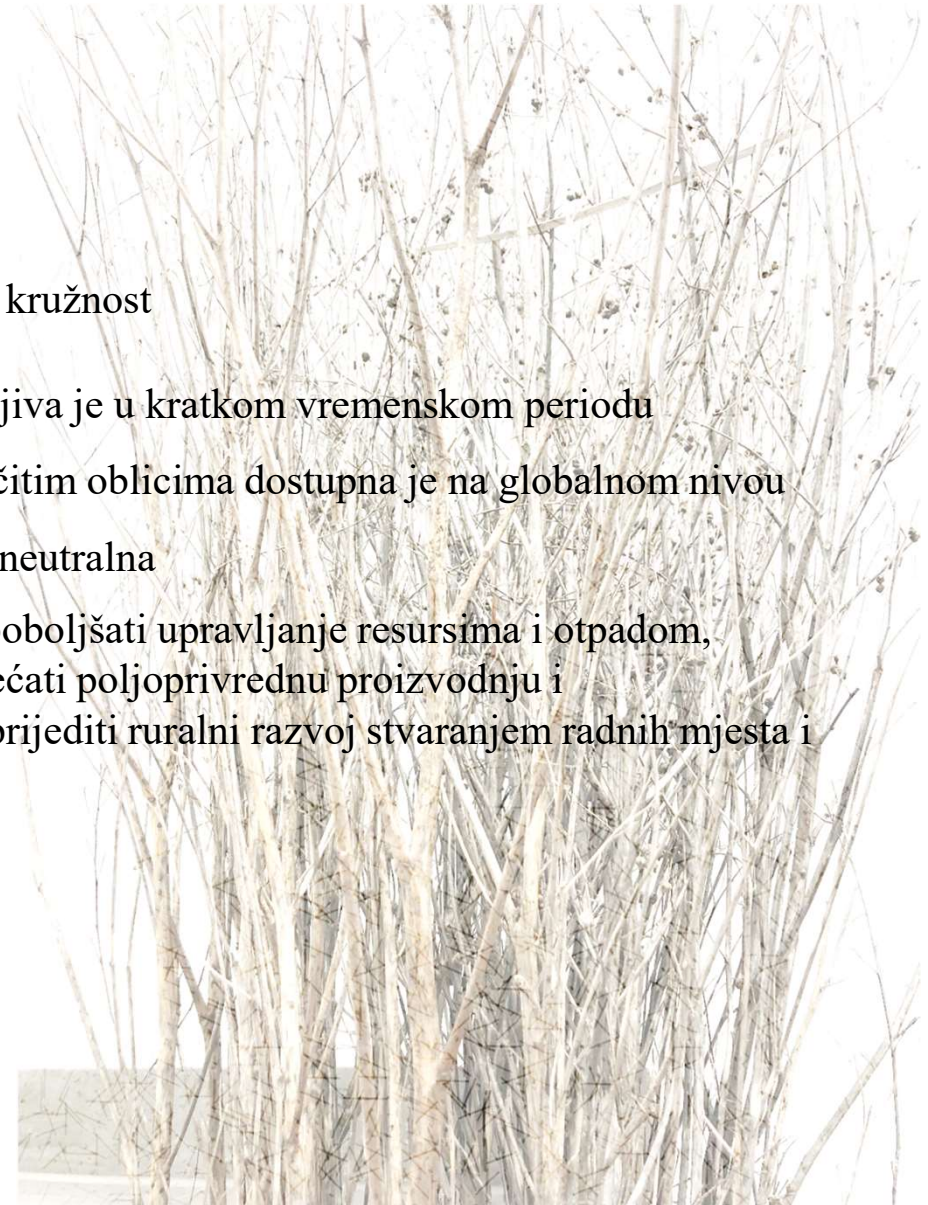 kružnost
jiva je u kratkom vremenskom periodu
čitim oblicima dostupna je na globalnom nivou
neutralna
oboljšati upravljanje resursima i otpadom,
ećati poljoprivrednu proizvodnju i
prijediti ruralni razvoj stvaranjem radnih mjesta i